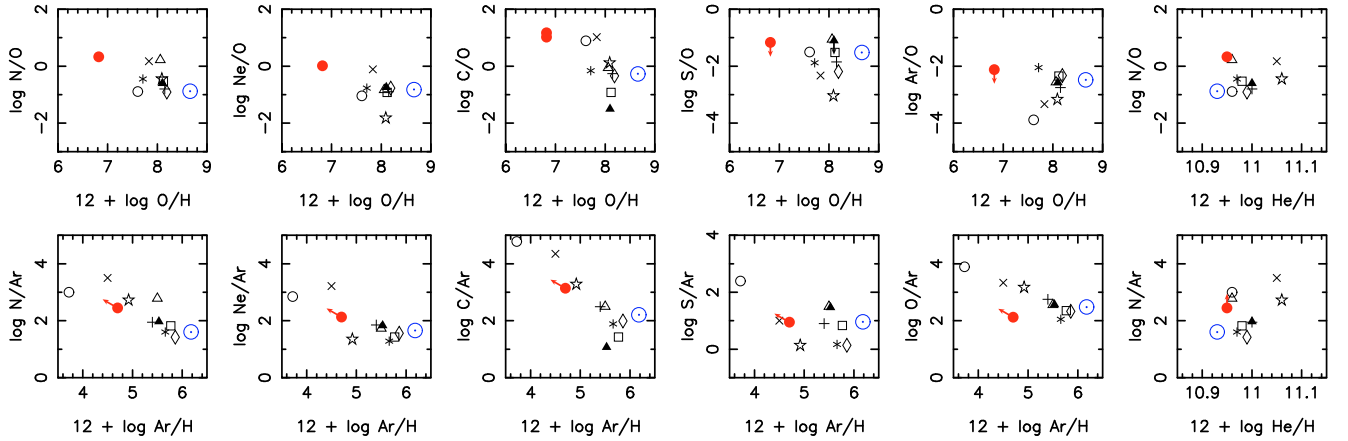 log N/O
2
0
−2
6 7 8 9
12 + log O/H
log Ne/O
2
0
−2
6 7 8 9
12 + log O/H
log C/O
2
0
−2
6 7 8 9
12 + log O/H
log S/O
0
−2
−4
6 7 8 9
12 + log O/H
log Ar/O
0
−2
−4
6 7 8 9
12 + log O/H
log N/O
2
0
−2
10.9 11 11.1
12 + log He/H
log N/Ar
4
2
0
4 5 6
12 + log Ar/H
log Ne/Ar
4
2
0
4 5 6
12 + log Ar/H
log C/Ar
4
2
0
4 5 6
12 + log Ar/H
log S/Ar
4
2
0
4 5 6
12 + log Ar/H
log O/Ar
4
2
0
4 5 6
12 + log Ar/H
log N/Ar
4
2
0
10.9 11 11.1
12 + log He/H